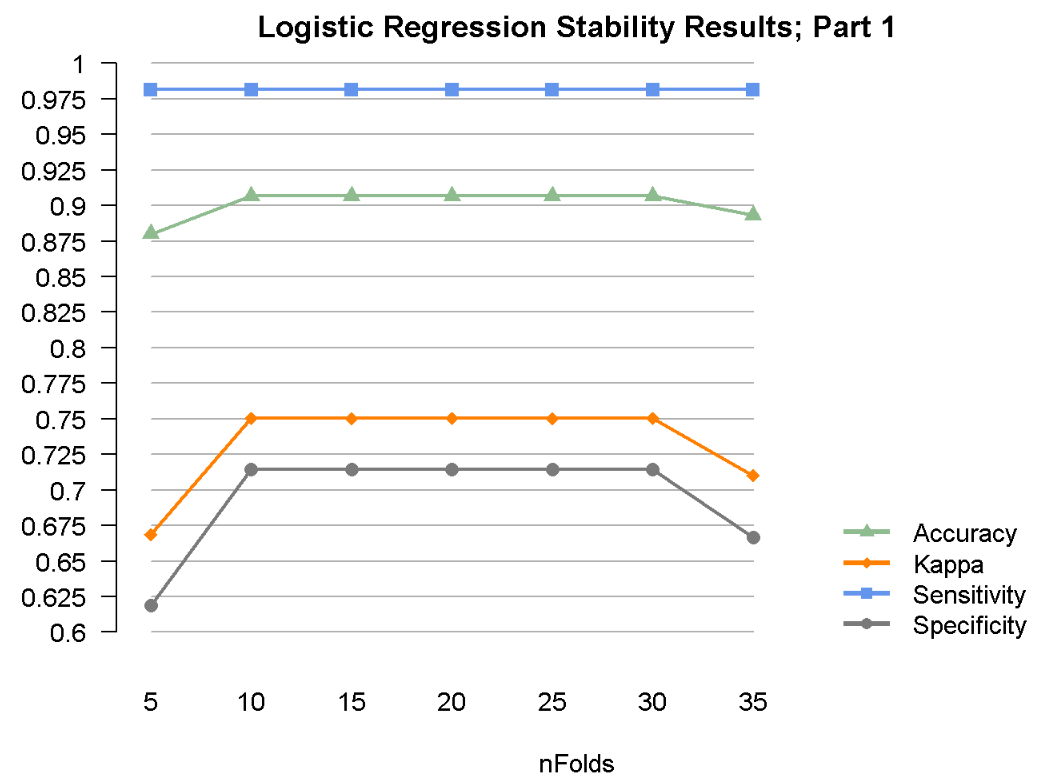 Logistic Regression Stability Results; Part 1
1
0.975
0.95
0.925
0.9
0.875
0.85
0.825
0.8
0.775
0.75
0.725
0.7
0.675
0.65
0.625
0.6
Accuracy
Kappa
Sensitivity
Specificity
5 10 15 20 25 30 35
nFolds